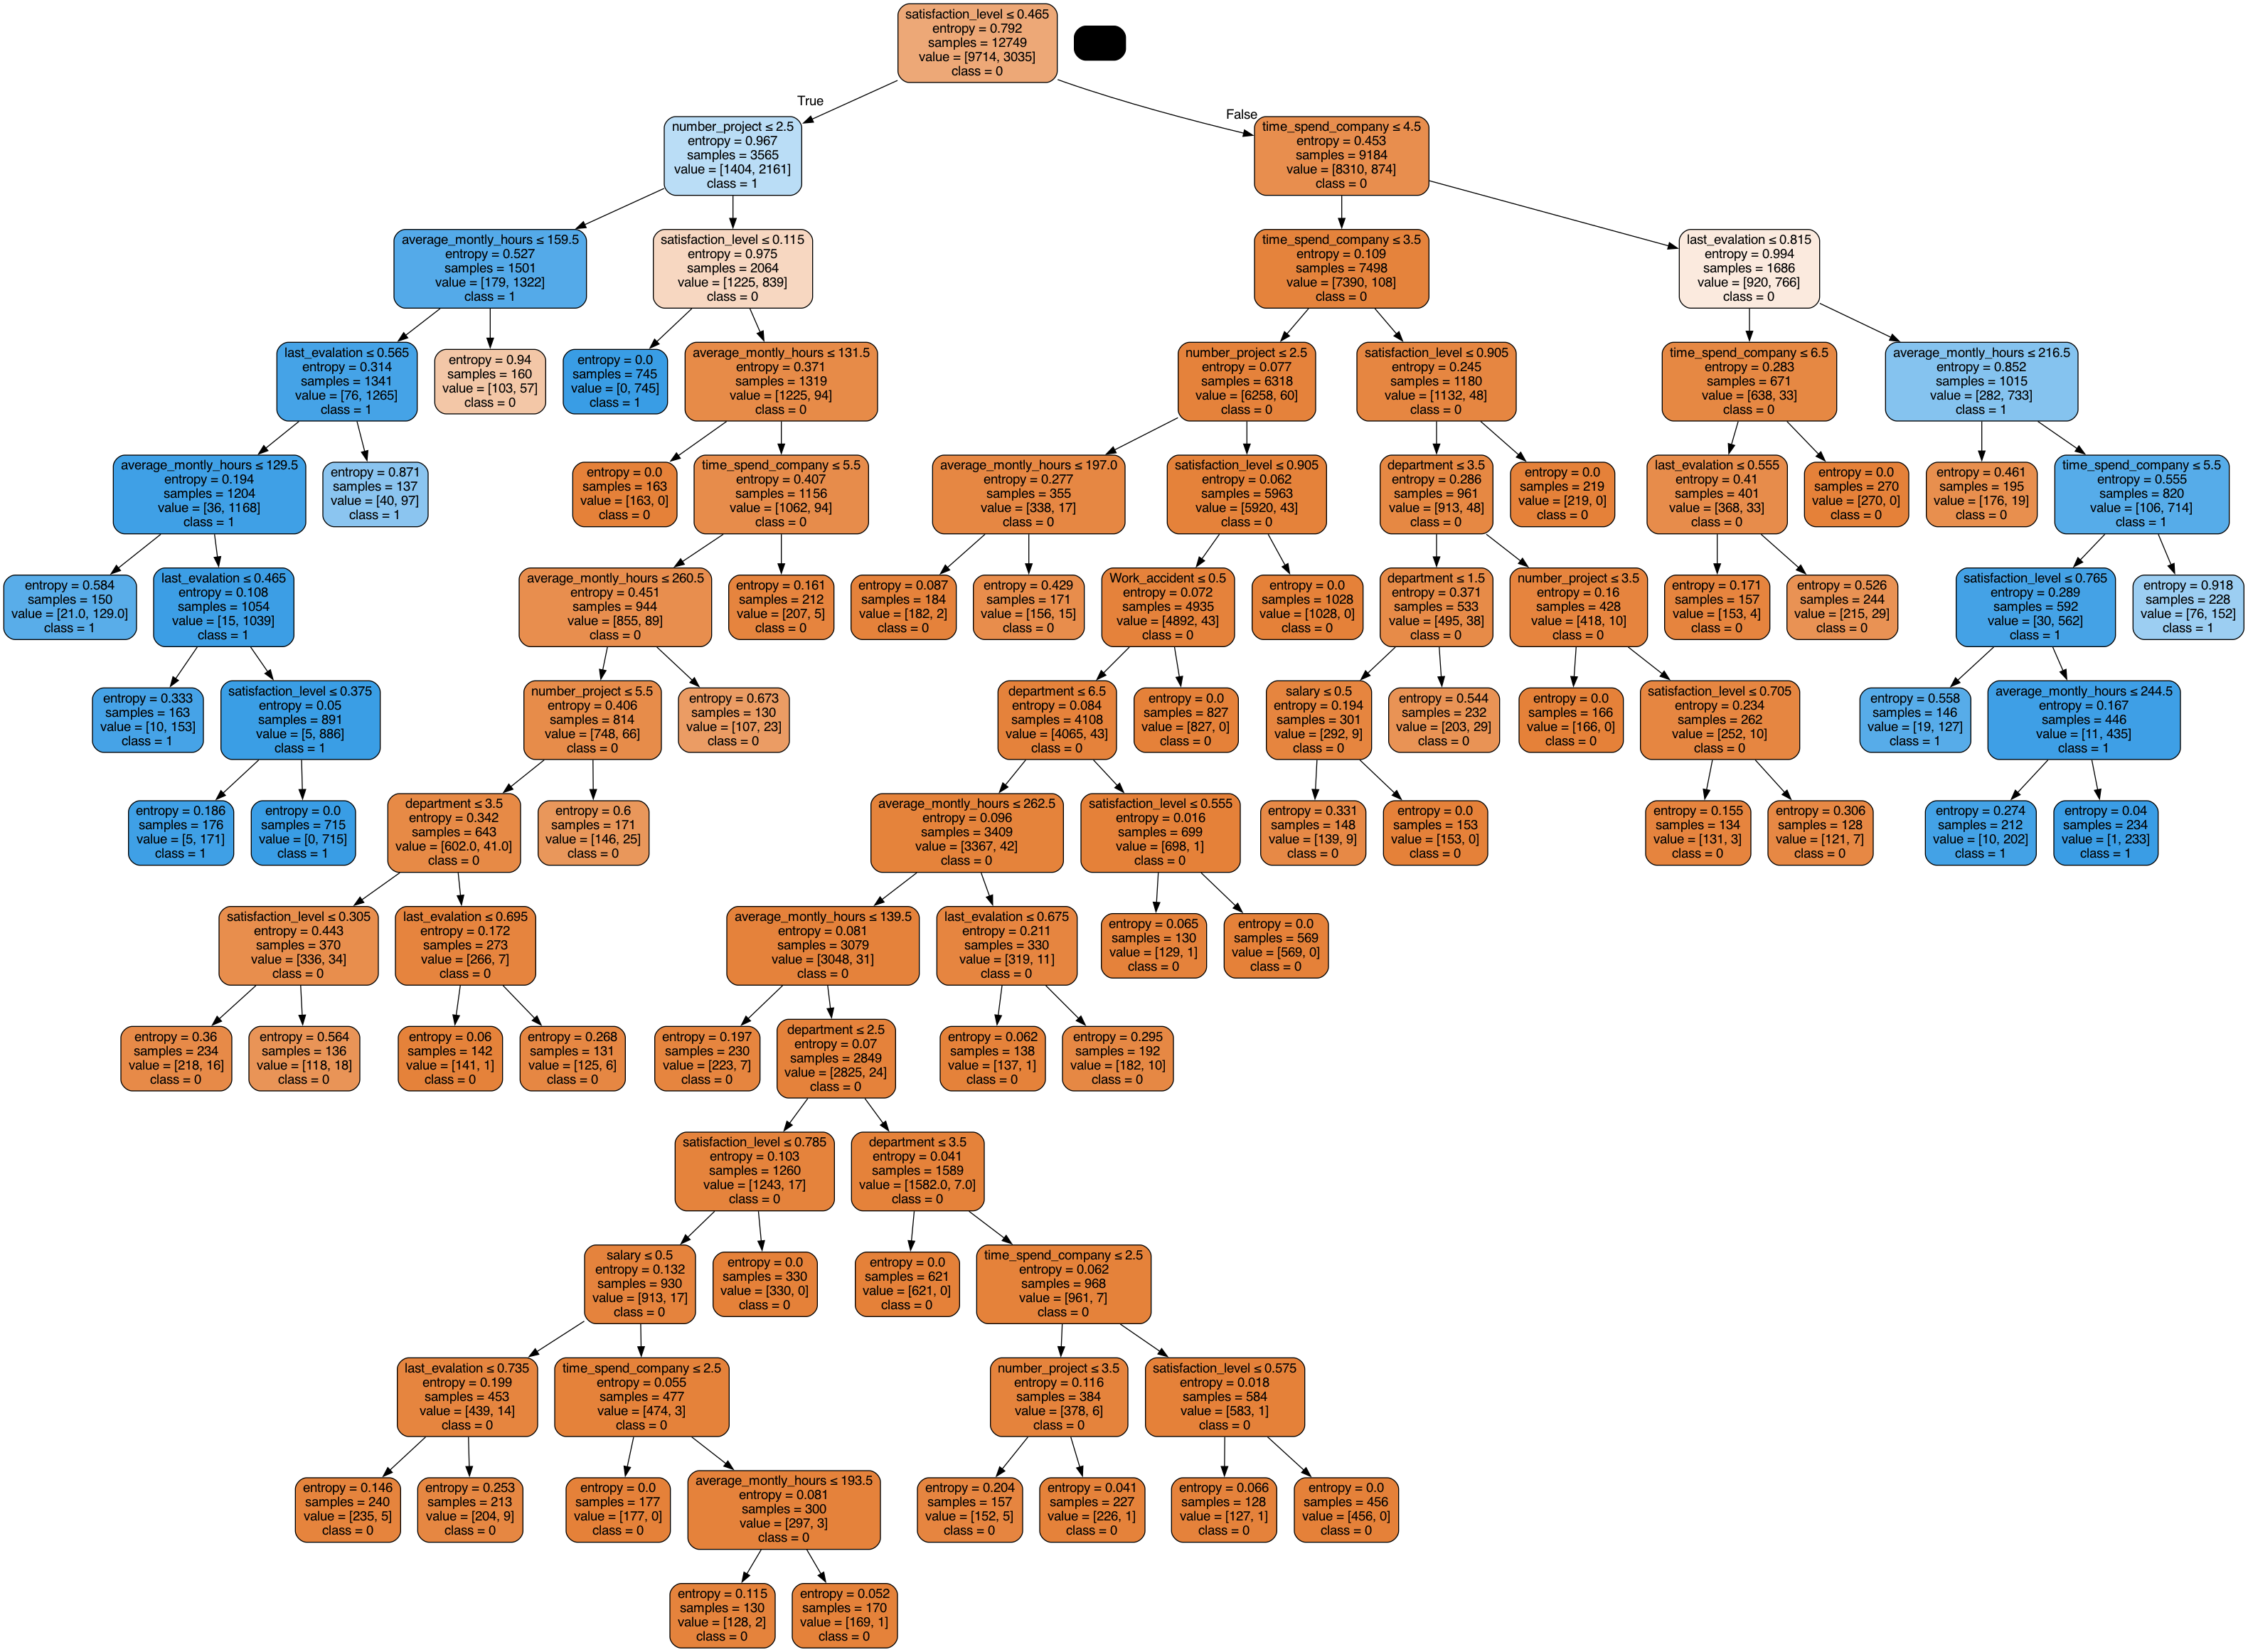 satisfaction_level ≤ 0.465
entropy = 0.792
samples = 12749
value = [9714, 3035]
class = 0
True
False
number_project ≤ 2.5
entropy = 0.967
samples = 3565
value = [1404, 2161]
class = 1
time_spend_company ≤ 4.5
entropy = 0.453
samples = 9184
value = [8310, 874]
class = 0
average_montly_hours ≤ 159.5
entropy = 0.527
samples = 1501
value = [179, 1322]
class = 1
satisfaction_level ≤ 0.115
entropy = 0.975
samples = 2064
value = [1225, 839]
class = 0
time_spend_company ≤ 3.5
entropy = 0.109
samples = 7498
value = [7390, 108]
class = 0
last_evalation ≤ 0.815
entropy = 0.994
samples = 1686
value = [920, 766]
class = 0
last_evalation ≤ 0.565
entropy = 0.314
samples = 1341
value = [76, 1265]
class = 1
entropy = 0.94
samples = 160
value = [103, 57]
class = 0
entropy = 0.0
samples = 745
value = [0, 745]
class = 1
average_montly_hours ≤ 131.5
entropy = 0.371
samples = 1319
value = [1225, 94]
class = 0
number_project ≤ 2.5
entropy = 0.077
samples = 6318
value = [6258, 60]
class = 0
satisfaction_level ≤ 0.905
entropy = 0.245
samples = 1180
value = [1132, 48]
class = 0
time_spend_company ≤ 6.5
entropy = 0.283
samples = 671
value = [638, 33]
class = 0
average_montly_hours ≤ 216.5
entropy = 0.852
samples = 1015
value = [282, 733]
class = 1
average_montly_hours ≤ 129.5
entropy = 0.194
samples = 1204
value = [36, 1168]
class = 1
entropy = 0.871
samples = 137
value = [40, 97]
class = 1
entropy = 0.0
samples = 163
value = [163, 0]
class = 0
time_spend_company ≤ 5.5
entropy = 0.407
samples = 1156
value = [1062, 94]
class = 0
average_montly_hours ≤ 197.0
entropy = 0.277
samples = 355
value = [338, 17]
class = 0
satisfaction_level ≤ 0.905
entropy = 0.062
samples = 5963
value = [5920, 43]
class = 0
department ≤ 3.5
entropy = 0.286
samples = 961
value = [913, 48]
class = 0
entropy = 0.0
samples = 219
value = [219, 0]
class = 0
last_evalation ≤ 0.555
entropy = 0.41
samples = 401
value = [368, 33]
class = 0
entropy = 0.0
samples = 270
value = [270, 0]
class = 0
entropy = 0.461
samples = 195
value = [176, 19]
class = 0
time_spend_company ≤ 5.5
entropy = 0.555
samples = 820
value = [106, 714]
class = 1
entropy = 0.584
samples = 150
value = [21.0, 129.0]
class = 1
last_evalation ≤ 0.465
entropy = 0.108
samples = 1054
value = [15, 1039]
class = 1
average_montly_hours ≤ 260.5
entropy = 0.451
samples = 944
value = [855, 89]
class = 0
entropy = 0.161
samples = 212
value = [207, 5]
class = 0
entropy = 0.087
samples = 184
value = [182, 2]
class = 0
entropy = 0.429
samples = 171
value = [156, 15]
class = 0
Work_accident ≤ 0.5
entropy = 0.072
samples = 4935
value = [4892, 43]
class = 0
entropy = 0.0
samples = 1028
value = [1028, 0]
class = 0
department ≤ 1.5
entropy = 0.371
samples = 533
value = [495, 38]
class = 0
number_project ≤ 3.5
entropy = 0.16
samples = 428
value = [418, 10]
class = 0
entropy = 0.171
samples = 157
value = [153, 4]
class = 0
entropy = 0.526
samples = 244
value = [215, 29]
class = 0
satisfaction_level ≤ 0.765
entropy = 0.289
samples = 592
value = [30, 562]
class = 1
entropy = 0.918
samples = 228
value = [76, 152]
class = 1
entropy = 0.333
samples = 163
value = [10, 153]
class = 1
satisfaction_level ≤ 0.375
entropy = 0.05
samples = 891
value = [5, 886]
class = 1
number_project ≤ 5.5
entropy = 0.406
samples = 814
value = [748, 66]
class = 0
entropy = 0.673
samples = 130
value = [107, 23]
class = 0
department ≤ 6.5
entropy = 0.084
samples = 4108
value = [4065, 43]
class = 0
entropy = 0.0
samples = 827
value = [827, 0]
class = 0
salary ≤ 0.5
entropy = 0.194
samples = 301
value = [292, 9]
class = 0
entropy = 0.544
samples = 232
value = [203, 29]
class = 0
entropy = 0.0
samples = 166
value = [166, 0]
class = 0
satisfaction_level ≤ 0.705
entropy = 0.234
samples = 262
value = [252, 10]
class = 0
entropy = 0.558
samples = 146
value = [19, 127]
class = 1
average_montly_hours ≤ 244.5
entropy = 0.167
samples = 446
value = [11, 435]
class = 1
entropy = 0.186
samples = 176
value = [5, 171]
class = 1
entropy = 0.0
samples = 715
value = [0, 715]
class = 1
department ≤ 3.5
entropy = 0.342
samples = 643
value = [602.0, 41.0]
class = 0
entropy = 0.6
samples = 171
value = [146, 25]
class = 0
average_montly_hours ≤ 262.5
entropy = 0.096
samples = 3409
value = [3367, 42]
class = 0
satisfaction_level ≤ 0.555
entropy = 0.016
samples = 699
value = [698, 1]
class = 0
entropy = 0.331
samples = 148
value = [139, 9]
class = 0
entropy = 0.0
samples = 153
value = [153, 0]
class = 0
entropy = 0.155
samples = 134
value = [131, 3]
class = 0
entropy = 0.306
samples = 128
value = [121, 7]
class = 0
entropy = 0.274
samples = 212
value = [10, 202]
class = 1
entropy = 0.04
samples = 234
value = [1, 233]
class = 1
satisfaction_level ≤ 0.305
entropy = 0.443
samples = 370
value = [336, 34]
class = 0
last_evalation ≤ 0.695
entropy = 0.172
samples = 273
value = [266, 7]
class = 0
average_montly_hours ≤ 139.5
entropy = 0.081
samples = 3079
value = [3048, 31]
class = 0
last_evalation ≤ 0.675
entropy = 0.211
samples = 330
value = [319, 11]
class = 0
entropy = 0.065
samples = 130
value = [129, 1]
class = 0
entropy = 0.0
samples = 569
value = [569, 0]
class = 0
entropy = 0.36
samples = 234
value = [218, 16]
class = 0
entropy = 0.564
samples = 136
value = [118, 18]
class = 0
entropy = 0.06
samples = 142
value = [141, 1]
class = 0
entropy = 0.268
samples = 131
value = [125, 6]
class = 0
entropy = 0.197
samples = 230
value = [223, 7]
class = 0
department ≤ 2.5
entropy = 0.07
samples = 2849
value = [2825, 24]
class = 0
entropy = 0.062
samples = 138
value = [137, 1]
class = 0
entropy = 0.295
samples = 192
value = [182, 10]
class = 0
satisfaction_level ≤ 0.785
entropy = 0.103
samples = 1260
value = [1243, 17]
class = 0
department ≤ 3.5
entropy = 0.041
samples = 1589
value = [1582.0, 7.0]
class = 0
salary ≤ 0.5
entropy = 0.132
samples = 930
value = [913, 17]
class = 0
entropy = 0.0
samples = 330
value = [330, 0]
class = 0
entropy = 0.0
samples = 621
value = [621, 0]
class = 0
time_spend_company ≤ 2.5
entropy = 0.062
samples = 968
value = [961, 7]
class = 0
last_evalation ≤ 0.735
entropy = 0.199
samples = 453
value = [439, 14]
class = 0
time_spend_company ≤ 2.5
entropy = 0.055
samples = 477
value = [474, 3]
class = 0
number_project ≤ 3.5
entropy = 0.116
samples = 384
value = [378, 6]
class = 0
satisfaction_level ≤ 0.575
entropy = 0.018
samples = 584
value = [583, 1]
class = 0
entropy = 0.146
samples = 240
value = [235, 5]
class = 0
entropy = 0.253
samples = 213
value = [204, 9]
class = 0
entropy = 0.0
samples = 177
value = [177, 0]
class = 0
average_montly_hours ≤ 193.5
entropy = 0.081
samples = 300
value = [297, 3]
class = 0
entropy = 0.204
samples = 157
value = [152, 5]
class = 0
entropy = 0.041
samples = 227
value = [226, 1]
class = 0
entropy = 0.066
samples = 128
value = [127, 1]
class = 0
entropy = 0.0
samples = 456
value = [456, 0]
class = 0
entropy = 0.115
samples = 130
value = [128, 2]
class = 0
entropy = 0.052
samples = 170
value = [169, 1]
class = 0